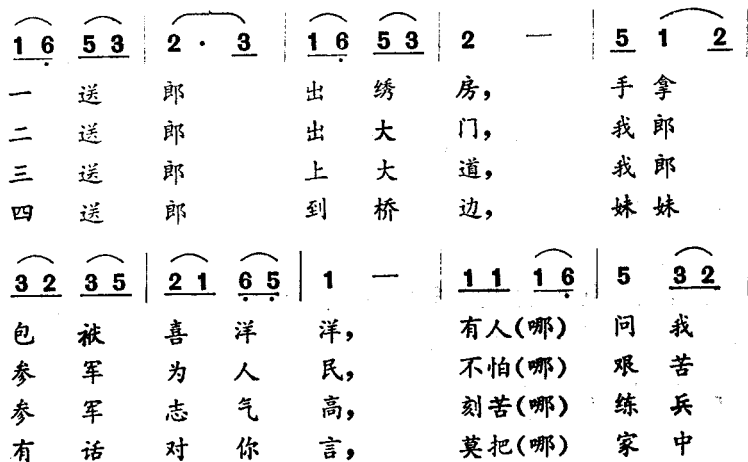 1 6 5 3 | 2 · 3 | 1 6 5 3 | 2 — | 5 1 2 |
一 送 郎 出 绣 房， 手 拿
二 送 郎 出 大 门， 我 郎
三 送 郎 上 大 道， 我 郎
四 送 郎 到 桥 边， 妹 妹
3 2 3 5 | 2 1 6 5 | 1 — | 1 1 1 6 | 5 3 2 |
包 被 喜 洋 洋， 有 人（哪） 问 我
参 军 为 人 民， 不 怕（哪） 艰 苦
参 军 志 气 高， 刻 苦（哪） 练 兵
有 话 对 你 言， 莫 把（哪） 家 中